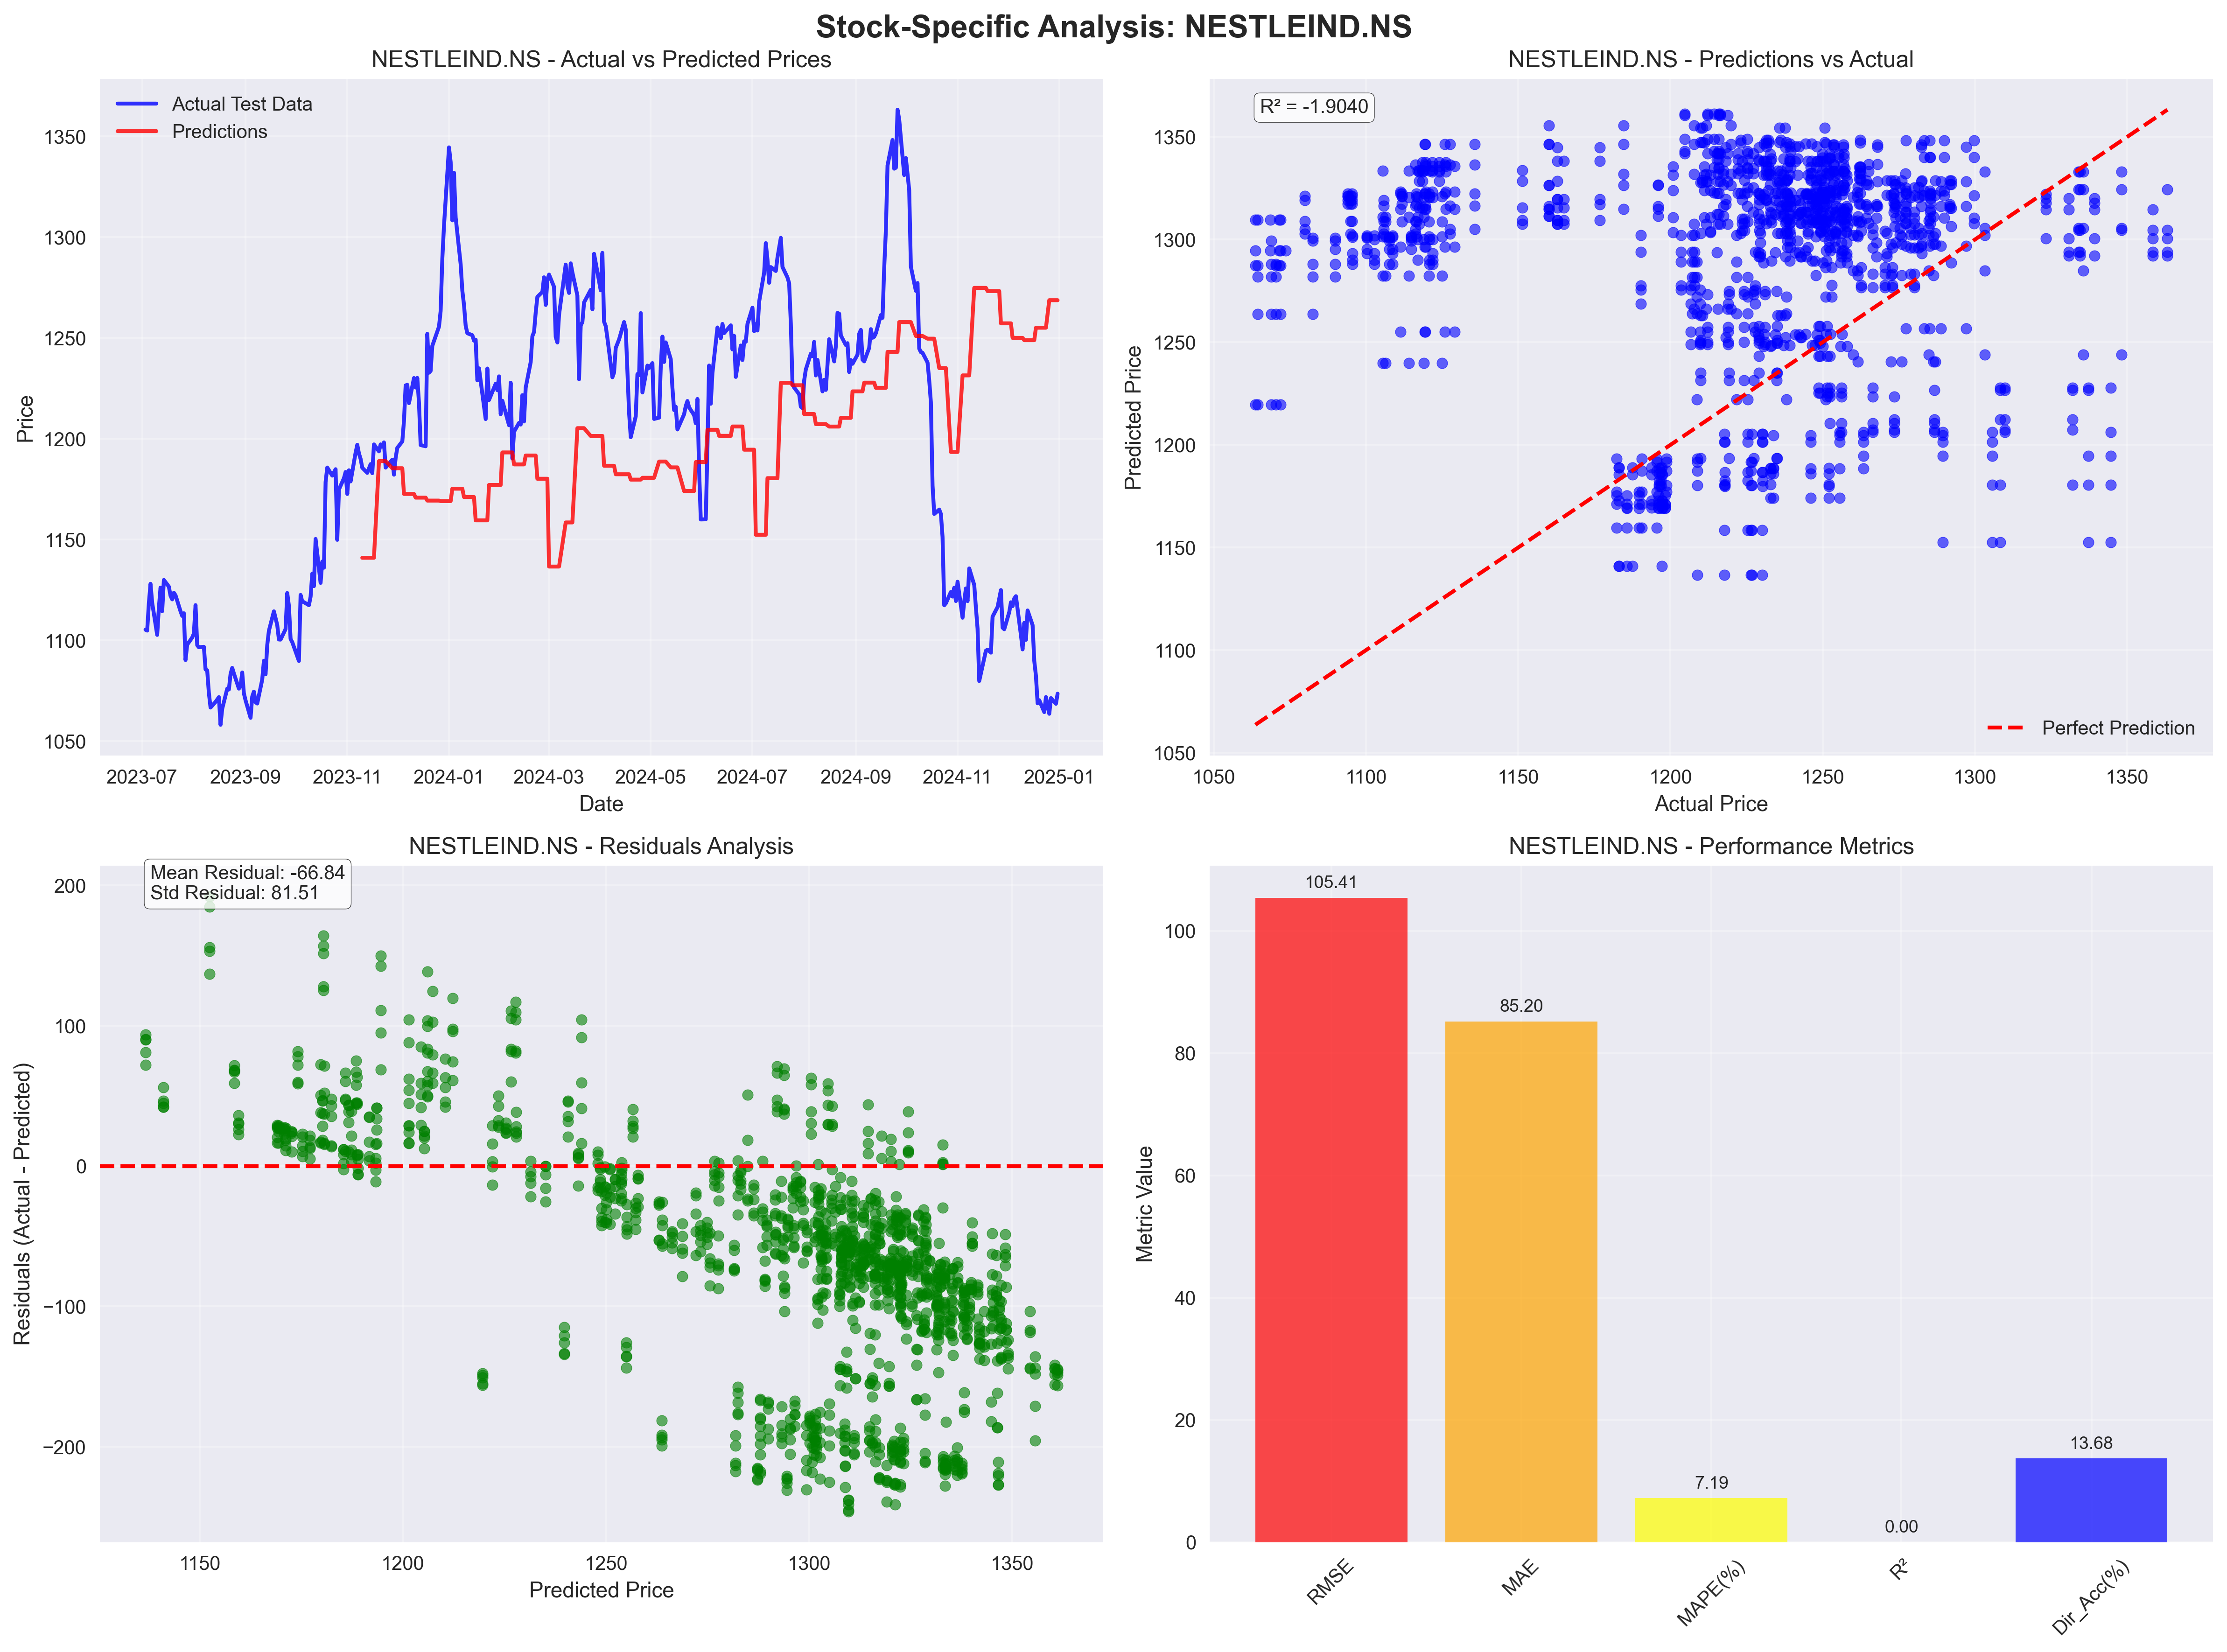 Stock-Specific Analysis: NESTLEIND.NS
NESTLEIND.NS - Actual vs Predicted Prices
Actual Test Data
Predictions
1350
1300
1250
1200
1150
1100
1050
Price
2023-07 2023-09 2023-11 2024-01 2024-03 2024-05 2024-07 2024-09 2024-11 2025-01
Date
NESTLEIND.NS - Predictions vs Actual
R² = -1.9040
1350
1300
1250
1200
1150
1100
1050
Predicted Price
Perfect Prediction
1050 1100 1150 1200 1250 1300 1350
Actual Price
NESTLEIND.NS - Residuals Analysis
Mean Residual: -66.84
Std Residual: 81.51
200
100
0
−100
−200
Residuals (Actual - Predicted)
1150 1200 1250 1300 1350
Predicted Price
NESTLEIND.NS - Performance Metrics
105.41
85.20
7.19
0.00
13.68
100
80
60
40
20
0
Metric Value
RMSE
MAE
MAPE(%)
R²
Dir_Acc(%)